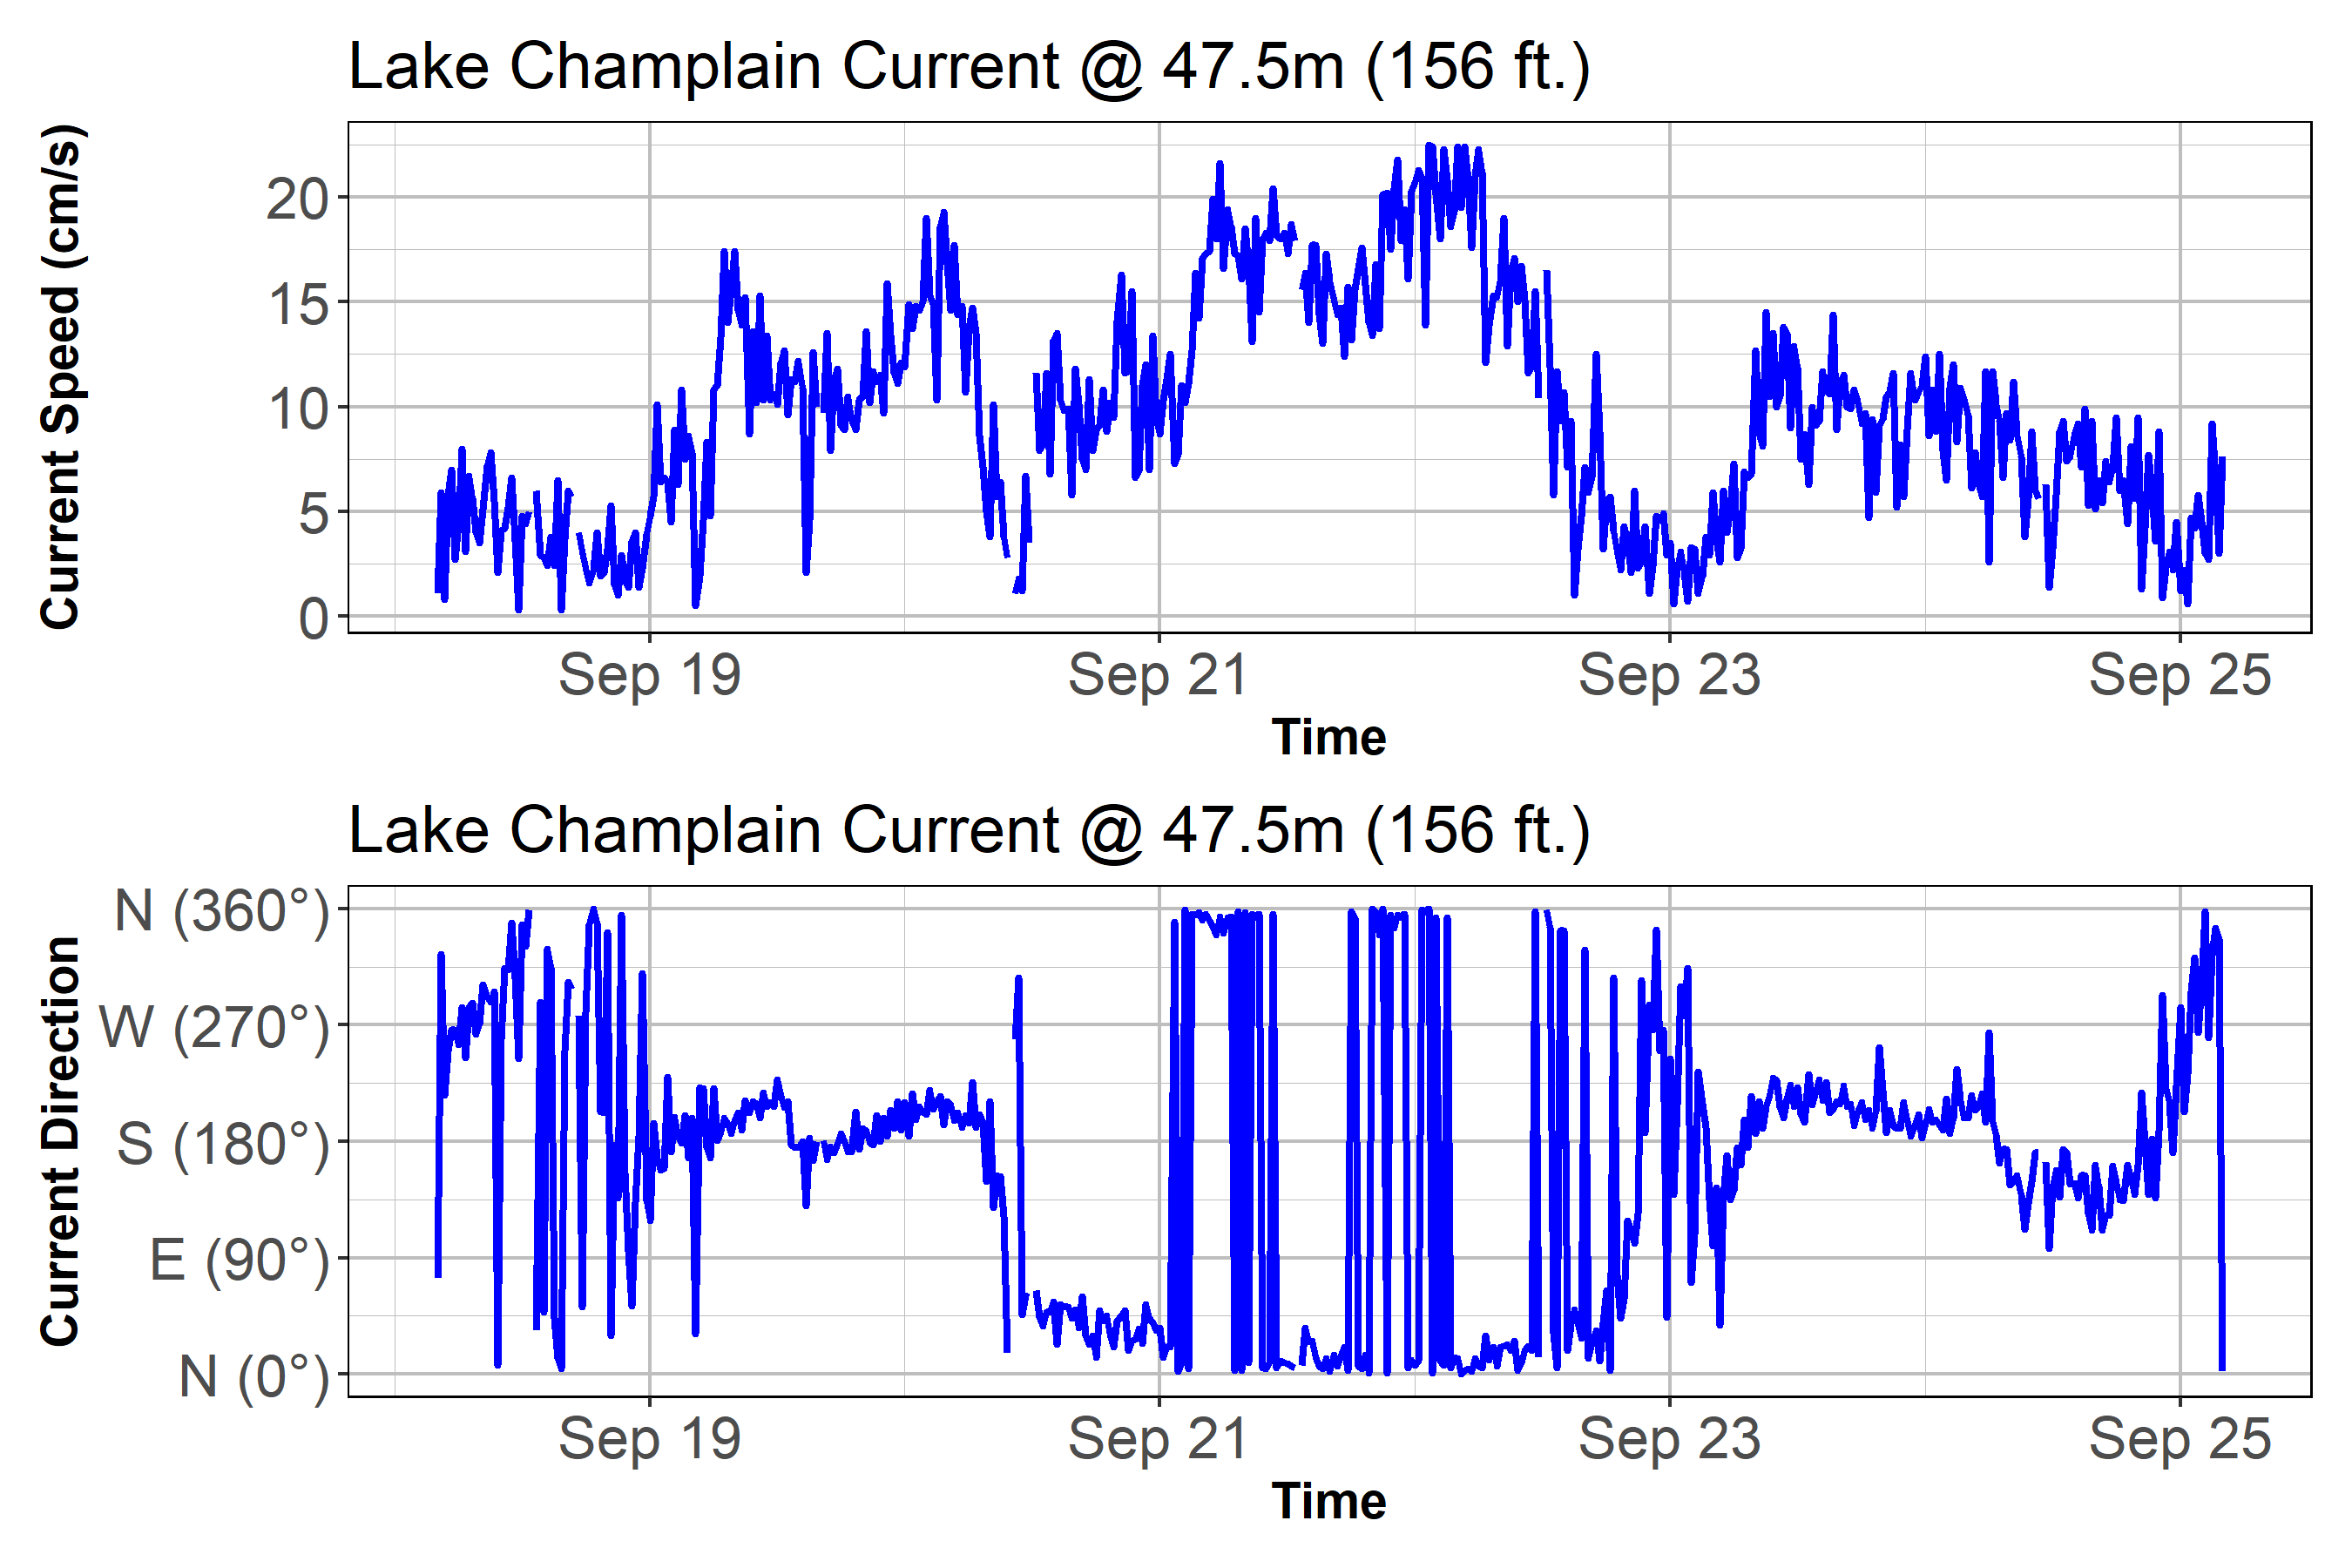 Lake Champlain Current @ 47.5m (156 ft.)
Current Speed (cm/s)
20
15
10
5
0
Sep 19 Sep 21 Sep 23 Sep 25
Time
Lake Champlain Current @ 47.5m (156 ft.)
Current Direction
N (360°)
W (270°)
S (180°)
E (90°)
N (0°)
Sep 19 Sep 21 Sep 23 Sep 25
Time